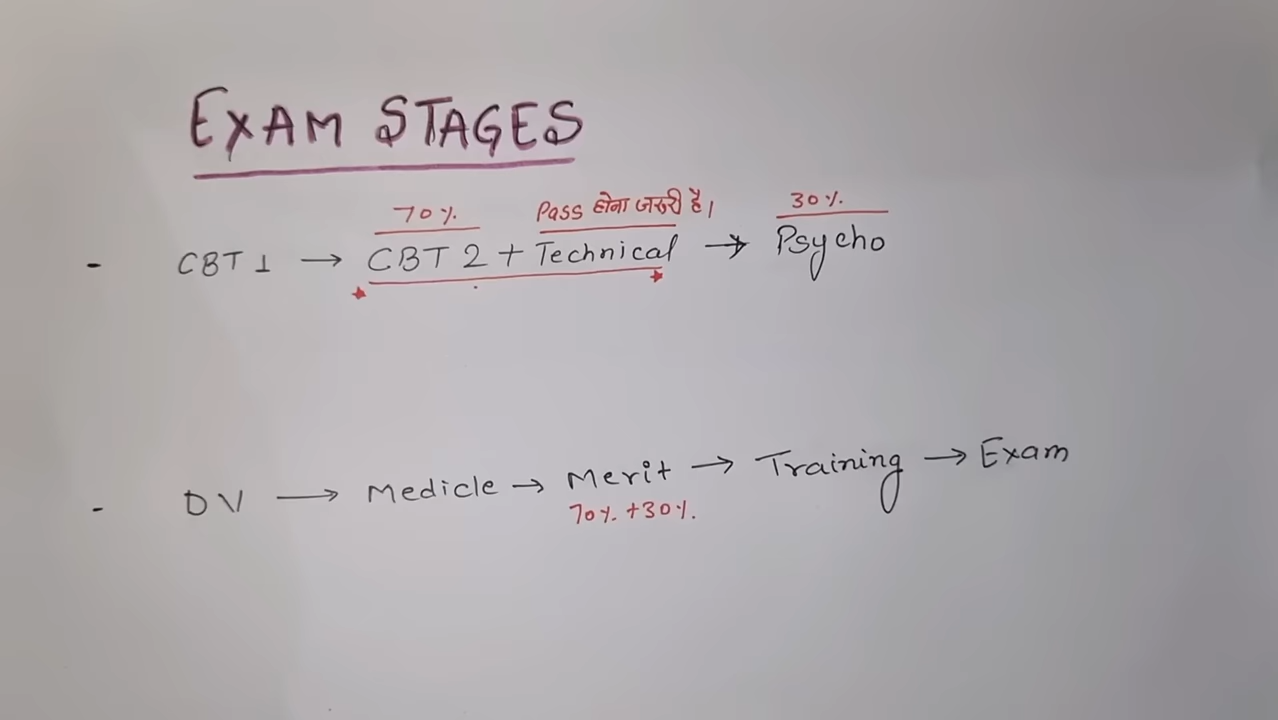 EXAM STAGES
70% Pass होना जरुरी है। 30%
- CBT 1 → CBT 2 + Technical → Psycho
- DV → Medicle → Merit → Training → Exam
70% + 30%.